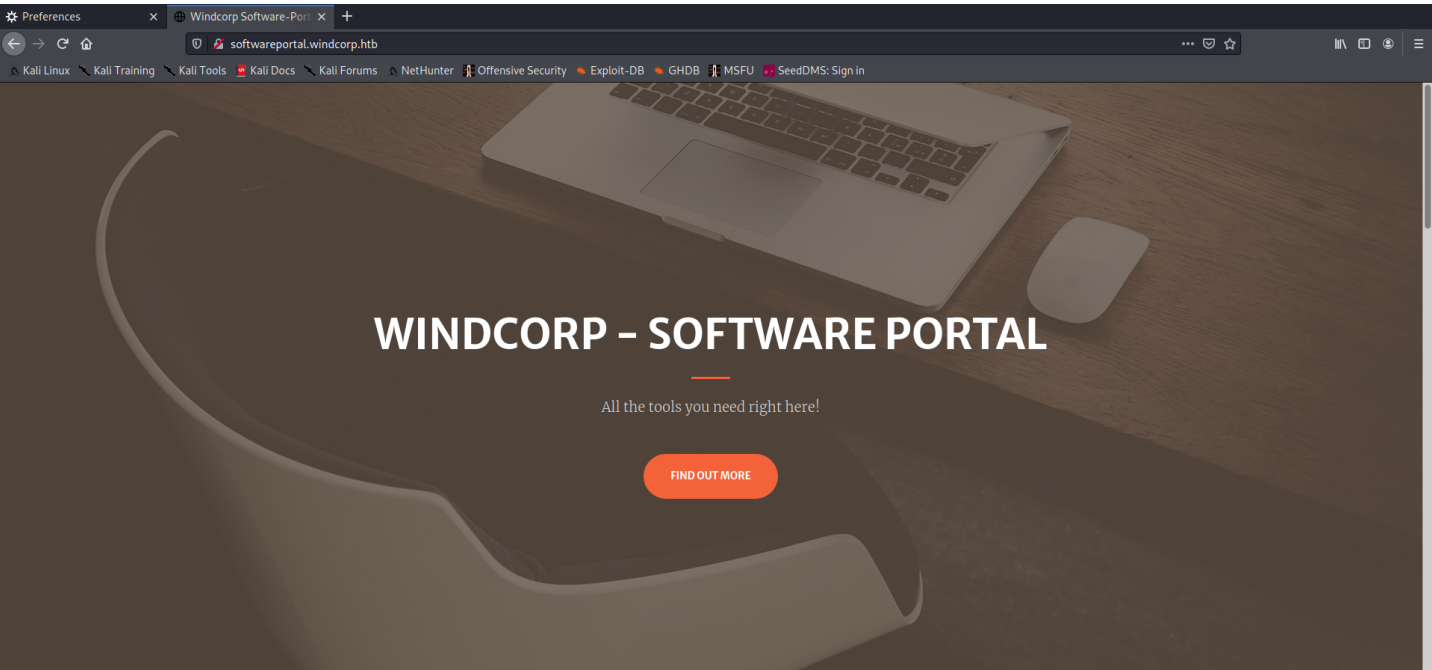 Preferences
Windcorp Software-Port
softwareportal.windcorp.htb
Kali Linux Kali Training Kali Tools Kali Docs Kali Forums NetHunter Offensive Security Exploit-DB GHDB MSFU SeedDMS: Sign in
WINDCORP - SOFTWARE PORTAL
All the tools you need right here!
FIND OUT MORE